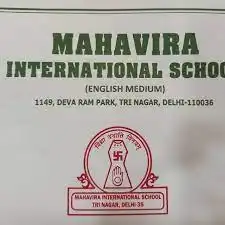 MAHAVIRA
INTERNATIONAL SCHOO
(ENGLISH MEDIUM)
1149, DEVA RAM PARK, TRI NAGAR, DELHI-110036
MAHAVIRA INTERNATIONAL SCHOOL
TRI NAGAR, DELHI-35